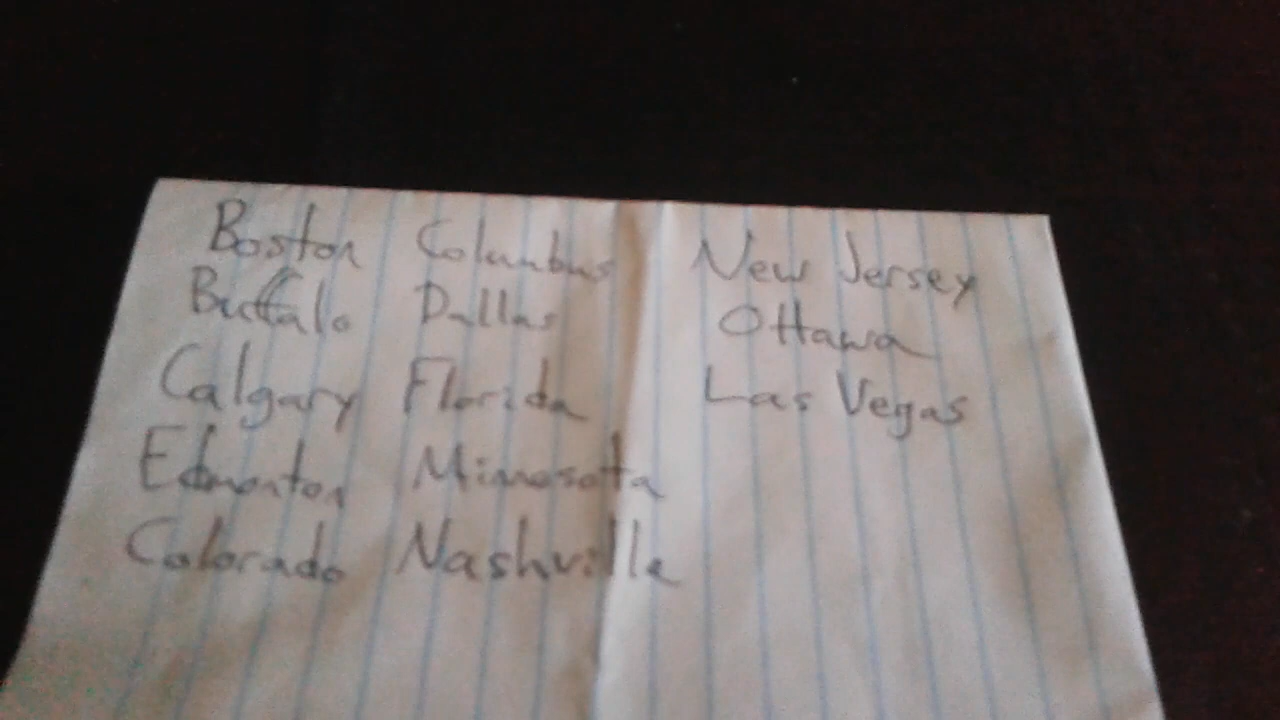 Boston
Buffalo
Calgary
Edmonton
Colorado
Columbus
Dallas
Florida
Minnesota
Nashville
New Jersey
Ottawa
Las Vegas